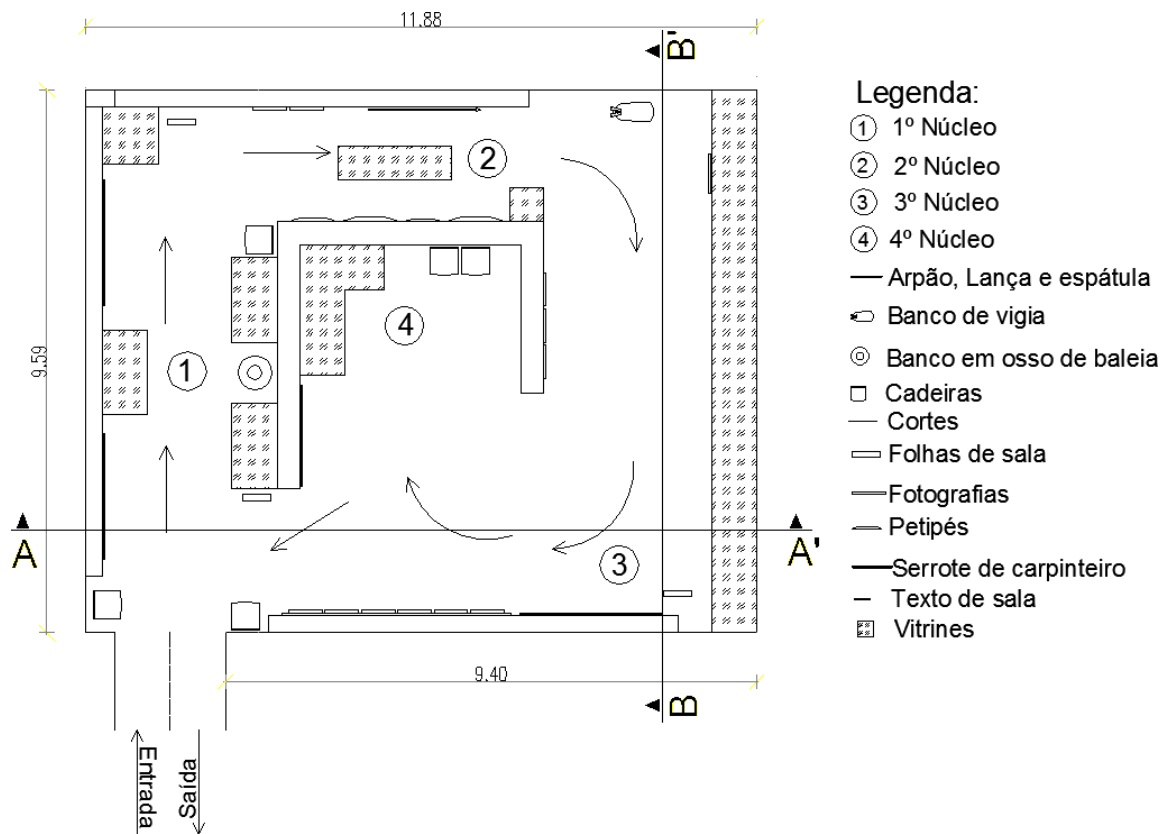 11.88
B'
9.59
2
4
1
A
A'
3
9.40
B
Entrada
Saída
Legenda:
1 1º Núcleo
2 2º Núcleo
3 3º Núcleo
4 4º Núcleo
Arpão, Lança e espátula
Banco de vigia
Banco em osso de baleia
Cadeiras
Cortes
Folhas de sala
Fotografias
Petipés
Serrote de carpinteiro
Texto de sala
Vitrines